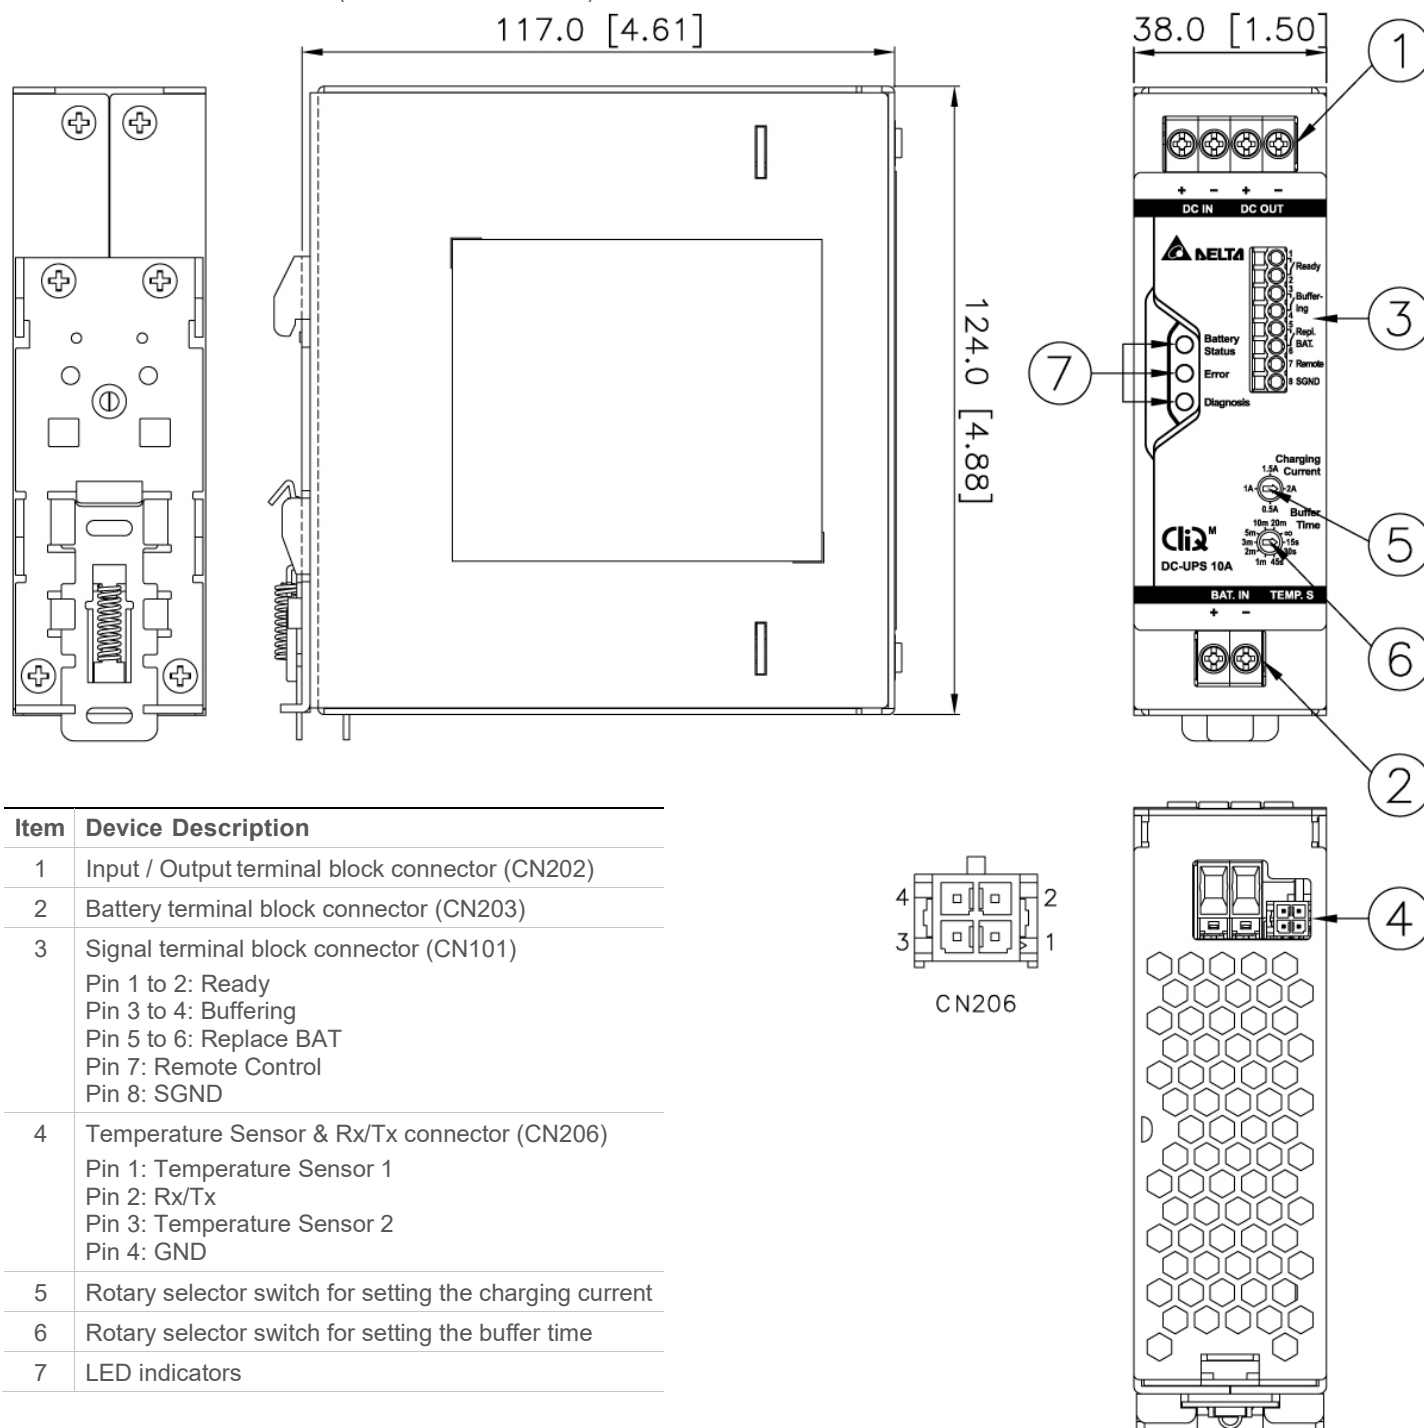 117.0 [4.61]
38.0 [1.50]
1
+ - + -
DC IN DC OUT
DELTA
1
2
Ready
3
4
Buffer-
ing
5
6
Repl.
BAT.
7 Remote
8 SGND
3
Battery
Status
Error
Diagnosis
7
124.0 [4.88]
Charging
Current
1.5A
1A
2A
0.5A
Buffer
Time
10m 20m
5m
∞
3m
15s
2m
30s
1m 45s
5
CliQ M
DC-UPS 10A
BAT. IN TEMP. S
+ -
6
2
Item Device Description
1 Input / Output terminal block connector (CN202)
2 Battery terminal block connector (CN203)
3 Signal terminal block connector (CN101)
Pin 1 to 2: Ready
Pin 3 to 4: Buffering
Pin 5 to 6: Replace BAT
Pin 7: Remote Control
Pin 8: SGND
4 Temperature Sensor & Rx/Tx connector (CN206)
Pin 1: Temperature Sensor 1
Pin 2: Rx/Tx
Pin 3: Temperature Sensor 2
Pin 4: GND
5 Rotary selector switch for setting the charging current
6 Rotary selector switch for setting the buffer time
7 LED indicators
4 2
3 1
CN206
4